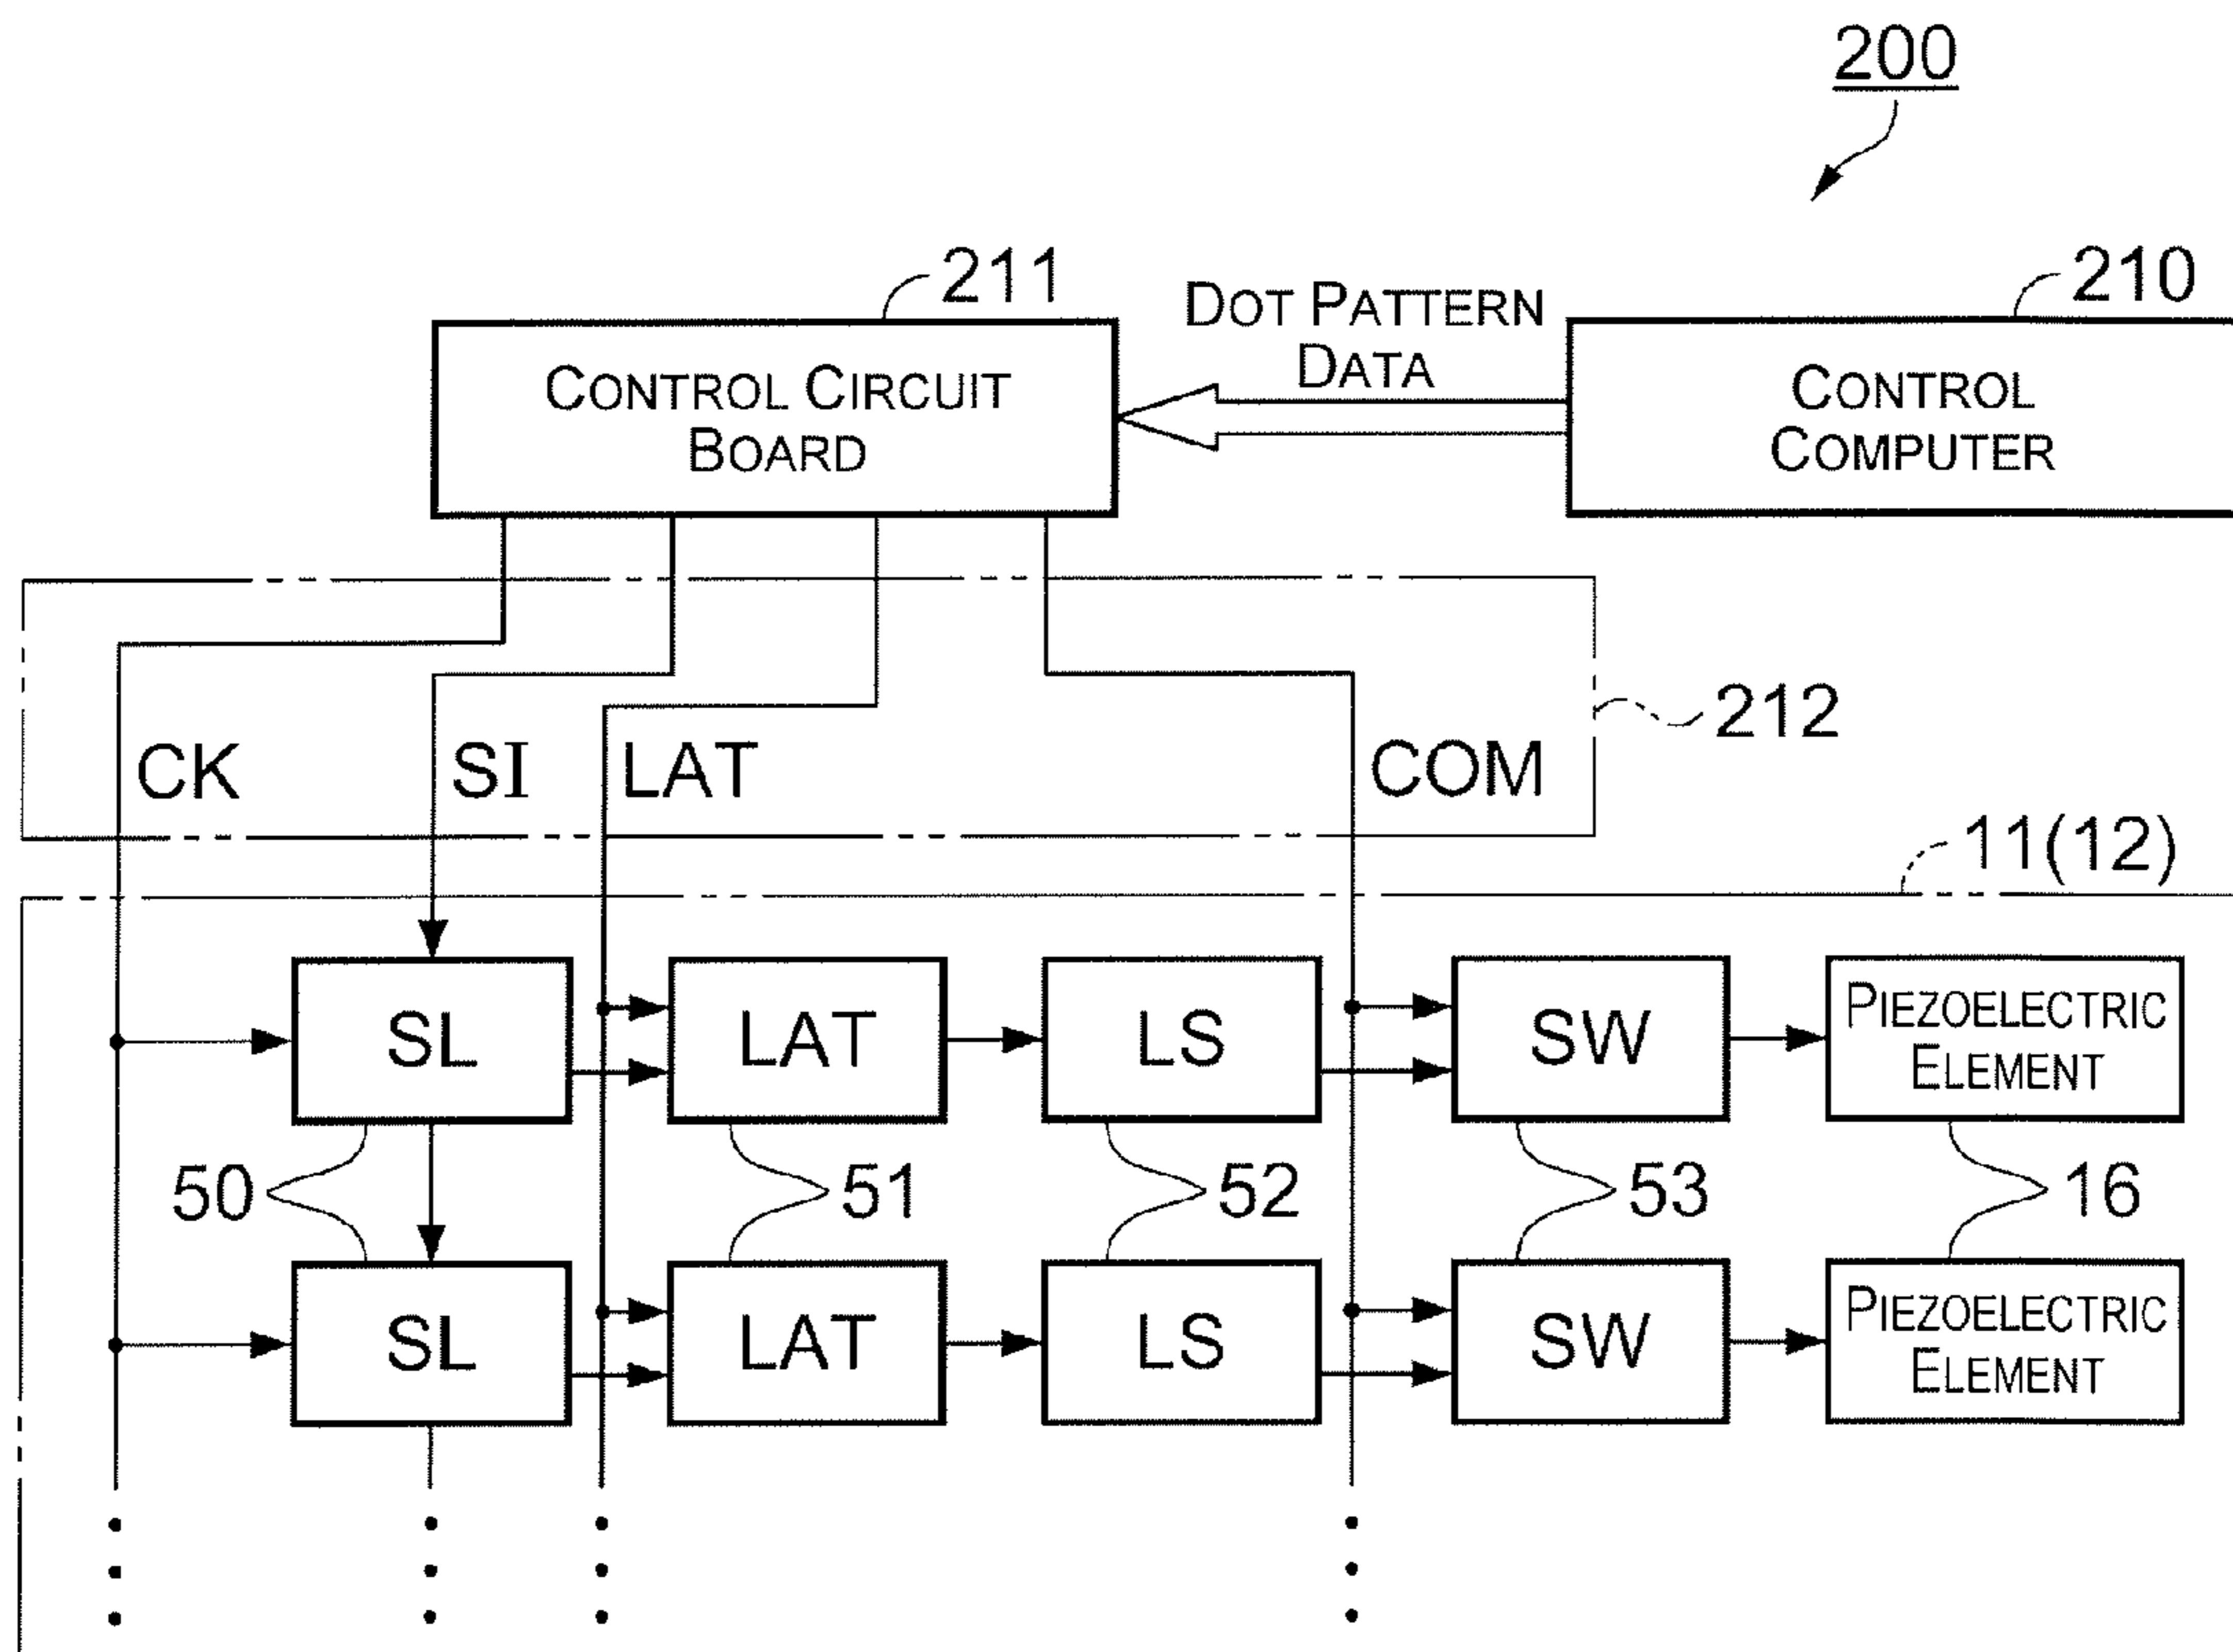 200
211
DOT PATTERN
DATA
210
CONTROL CIRCUIT
BOARD
CONTROL
COMPUTER
212
CK
SI
LAT
COM
11(12)
SL
LAT
LS
SW
PIEZOELECTRIC
ELEMENT
50
51
52
53
16
SL
LAT
LS
SW
PIEZOELECTRIC
ELEMENT